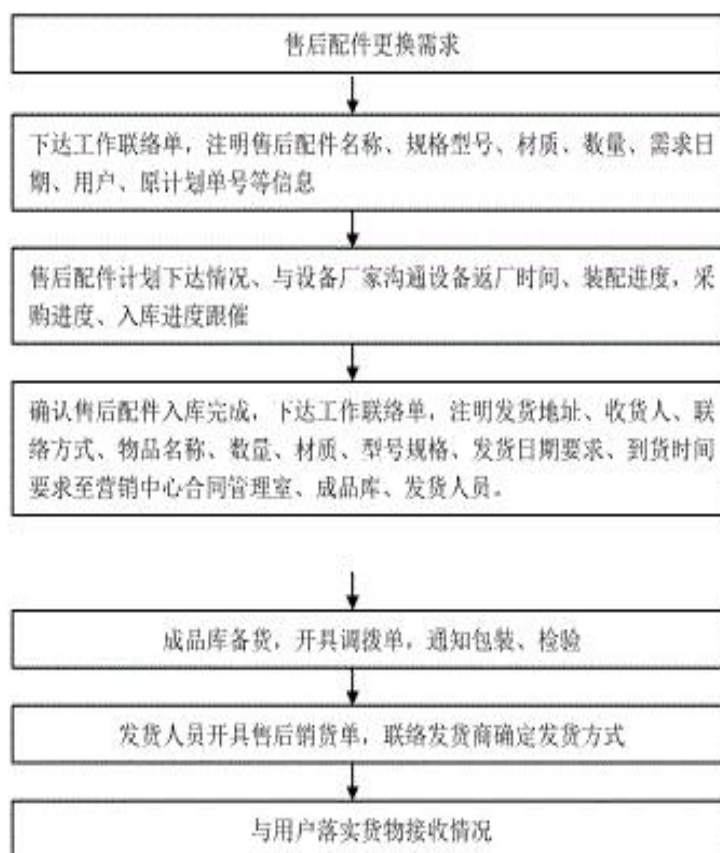 售后配件更换需求
下达工作联络单，注明售后配件名称、规格型号、材质、数量、需求日
期、用户、原计划单号等信息
售后配件计划下达情况、与设备厂家沟通设备返厂时间、装配进度，采
购进度、入库进度跟催
确认售后配件入库完成，下达工作联络单，注明发货地址、收货人、联
络方式、物品名称、数量、材质、型号规格、发货日期要求、到货时间
要求至营销中心合同管理室、成品库、发货人员。
成品库备货，开具调拨单，通知包装、检验
发货人员开具售后销货单，联络发货商确定发货方式
与用户落实货物接收情况